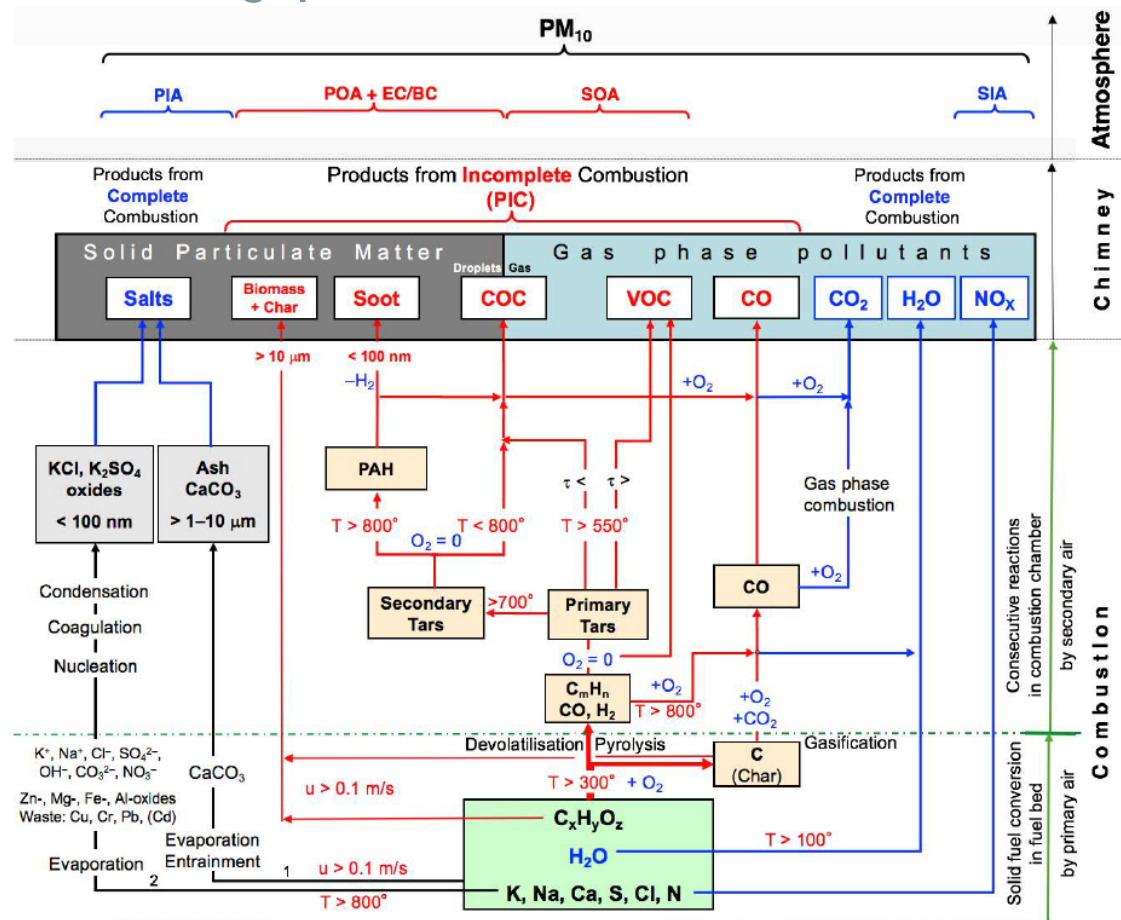 PM10
PIA
POA + EC/BC
SOA
SIA
Atmosphere
Products from
Complete
Combustion
Products from Incomplete Combustion
(PIC)
Products from
Complete
Combustion
Solid Particulate Matter
Droplets
Gas
Gas phase pollutants
Salts
Biomass
+ Char
Soot
COC
VOC
CO
CO2
H2O
NOX
Chimney
> 10 µm
< 100 nm
–H2
+O2
+O2
KCl, K2SO4
oxides
< 100 nm
Ash
CaCO3
> 1–10 µm
PAH
τ <
τ >
Gas phase
combustion
T > 800°
T < 800°
T > 550°
O2 = 0
CO
+O2
Condensation
Coagulation
Nucleation
Secondary
Tars
>700°
Primary
Tars
O2 = 0
CmHn
CO, H2
+O2
T > 800°
+O2
+CO2
Consecutive reactions
in combustion chamber
by secondary air
Combustion
Devolatilisation
Pyrolysis
C
(Char)
Gasification
K+, Na+, Cl–, SO42–,
OH–, CO32–, NO3–
Zn-, Mg-, Fe-, Al-oxides
Waste: Cu, Cr, Pb, (Cd)
CaCO3
T > 300° + O2
u > 0.1 m/s
CxHyOz
H2O
T > 100°
K, Na, Ca, S, Cl, N
Evaporation
Evaporation
Entrainment
1
u > 0.1 m/s
2
T > 800°
Solid fuel conversion
in fuel bed
by primary air